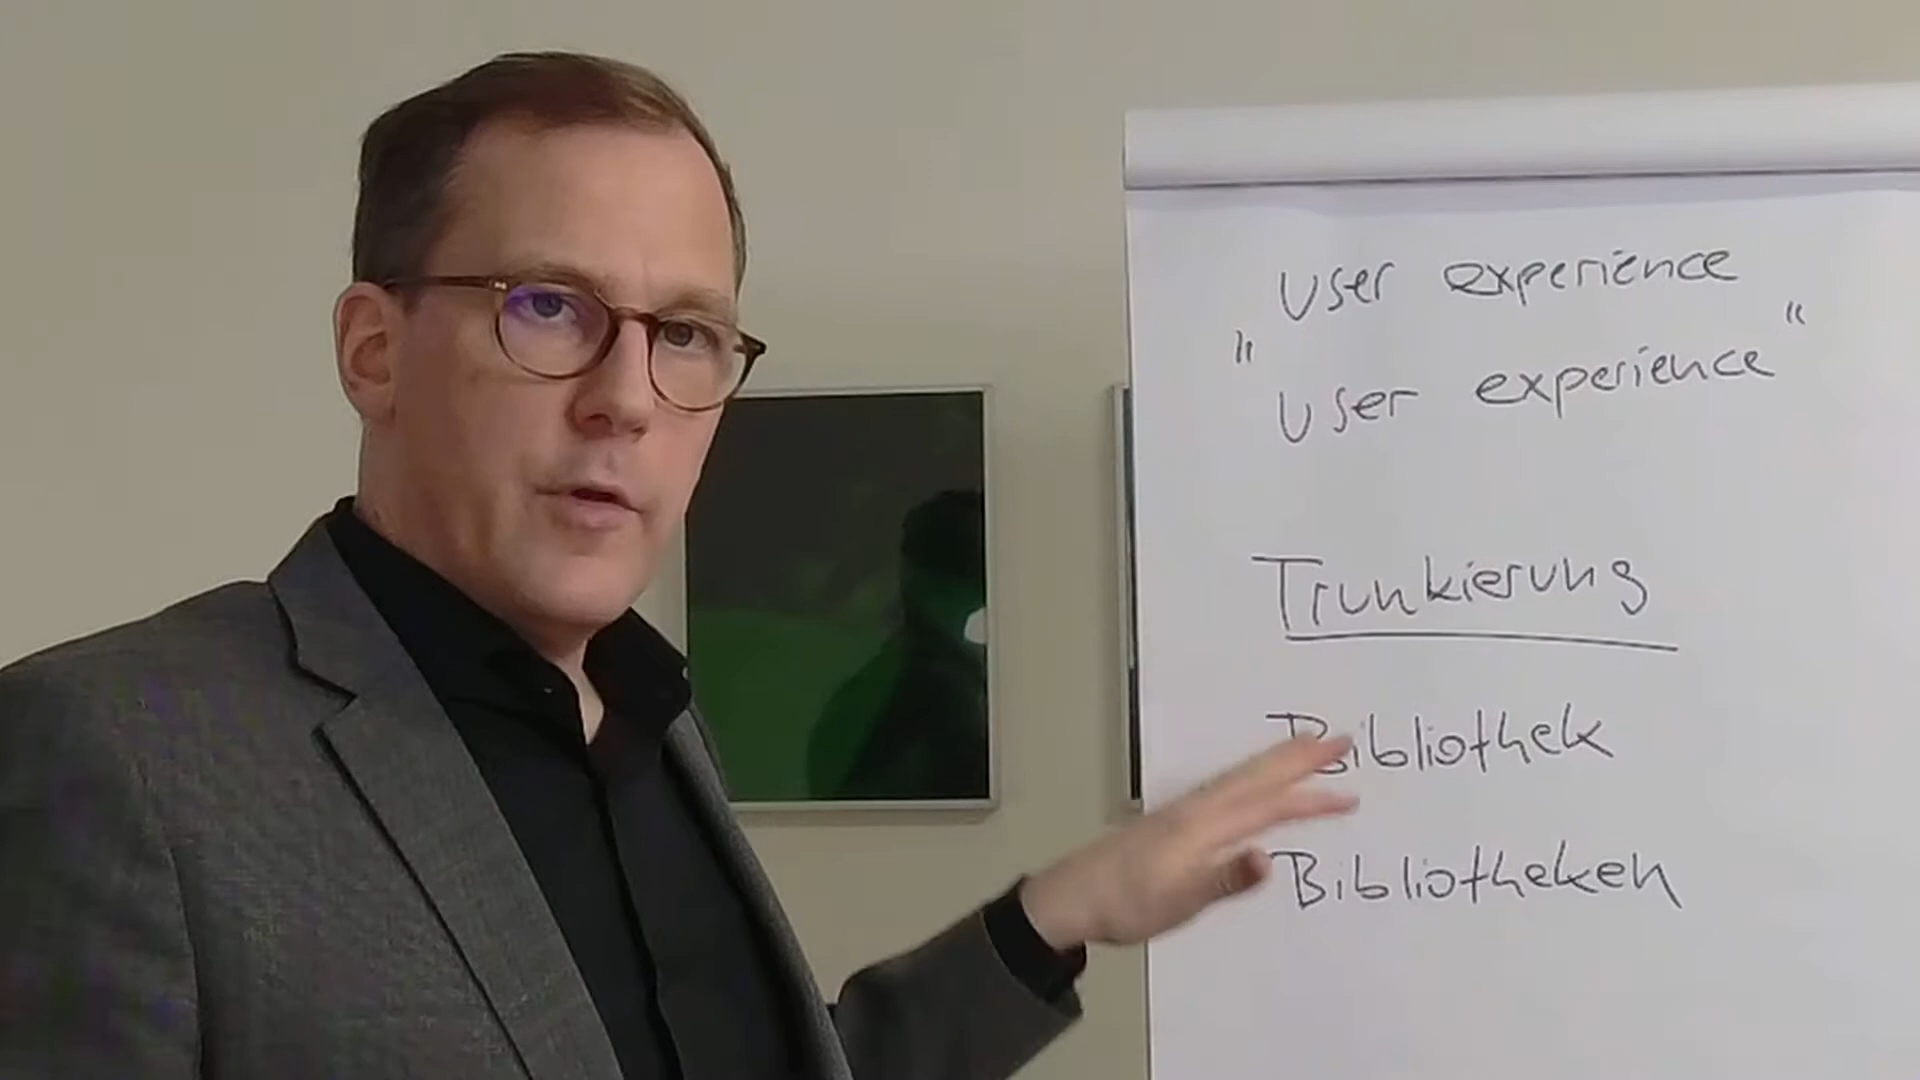 user experience
„user experience“
Trunkierung
Bibliothek
Bibliotheken